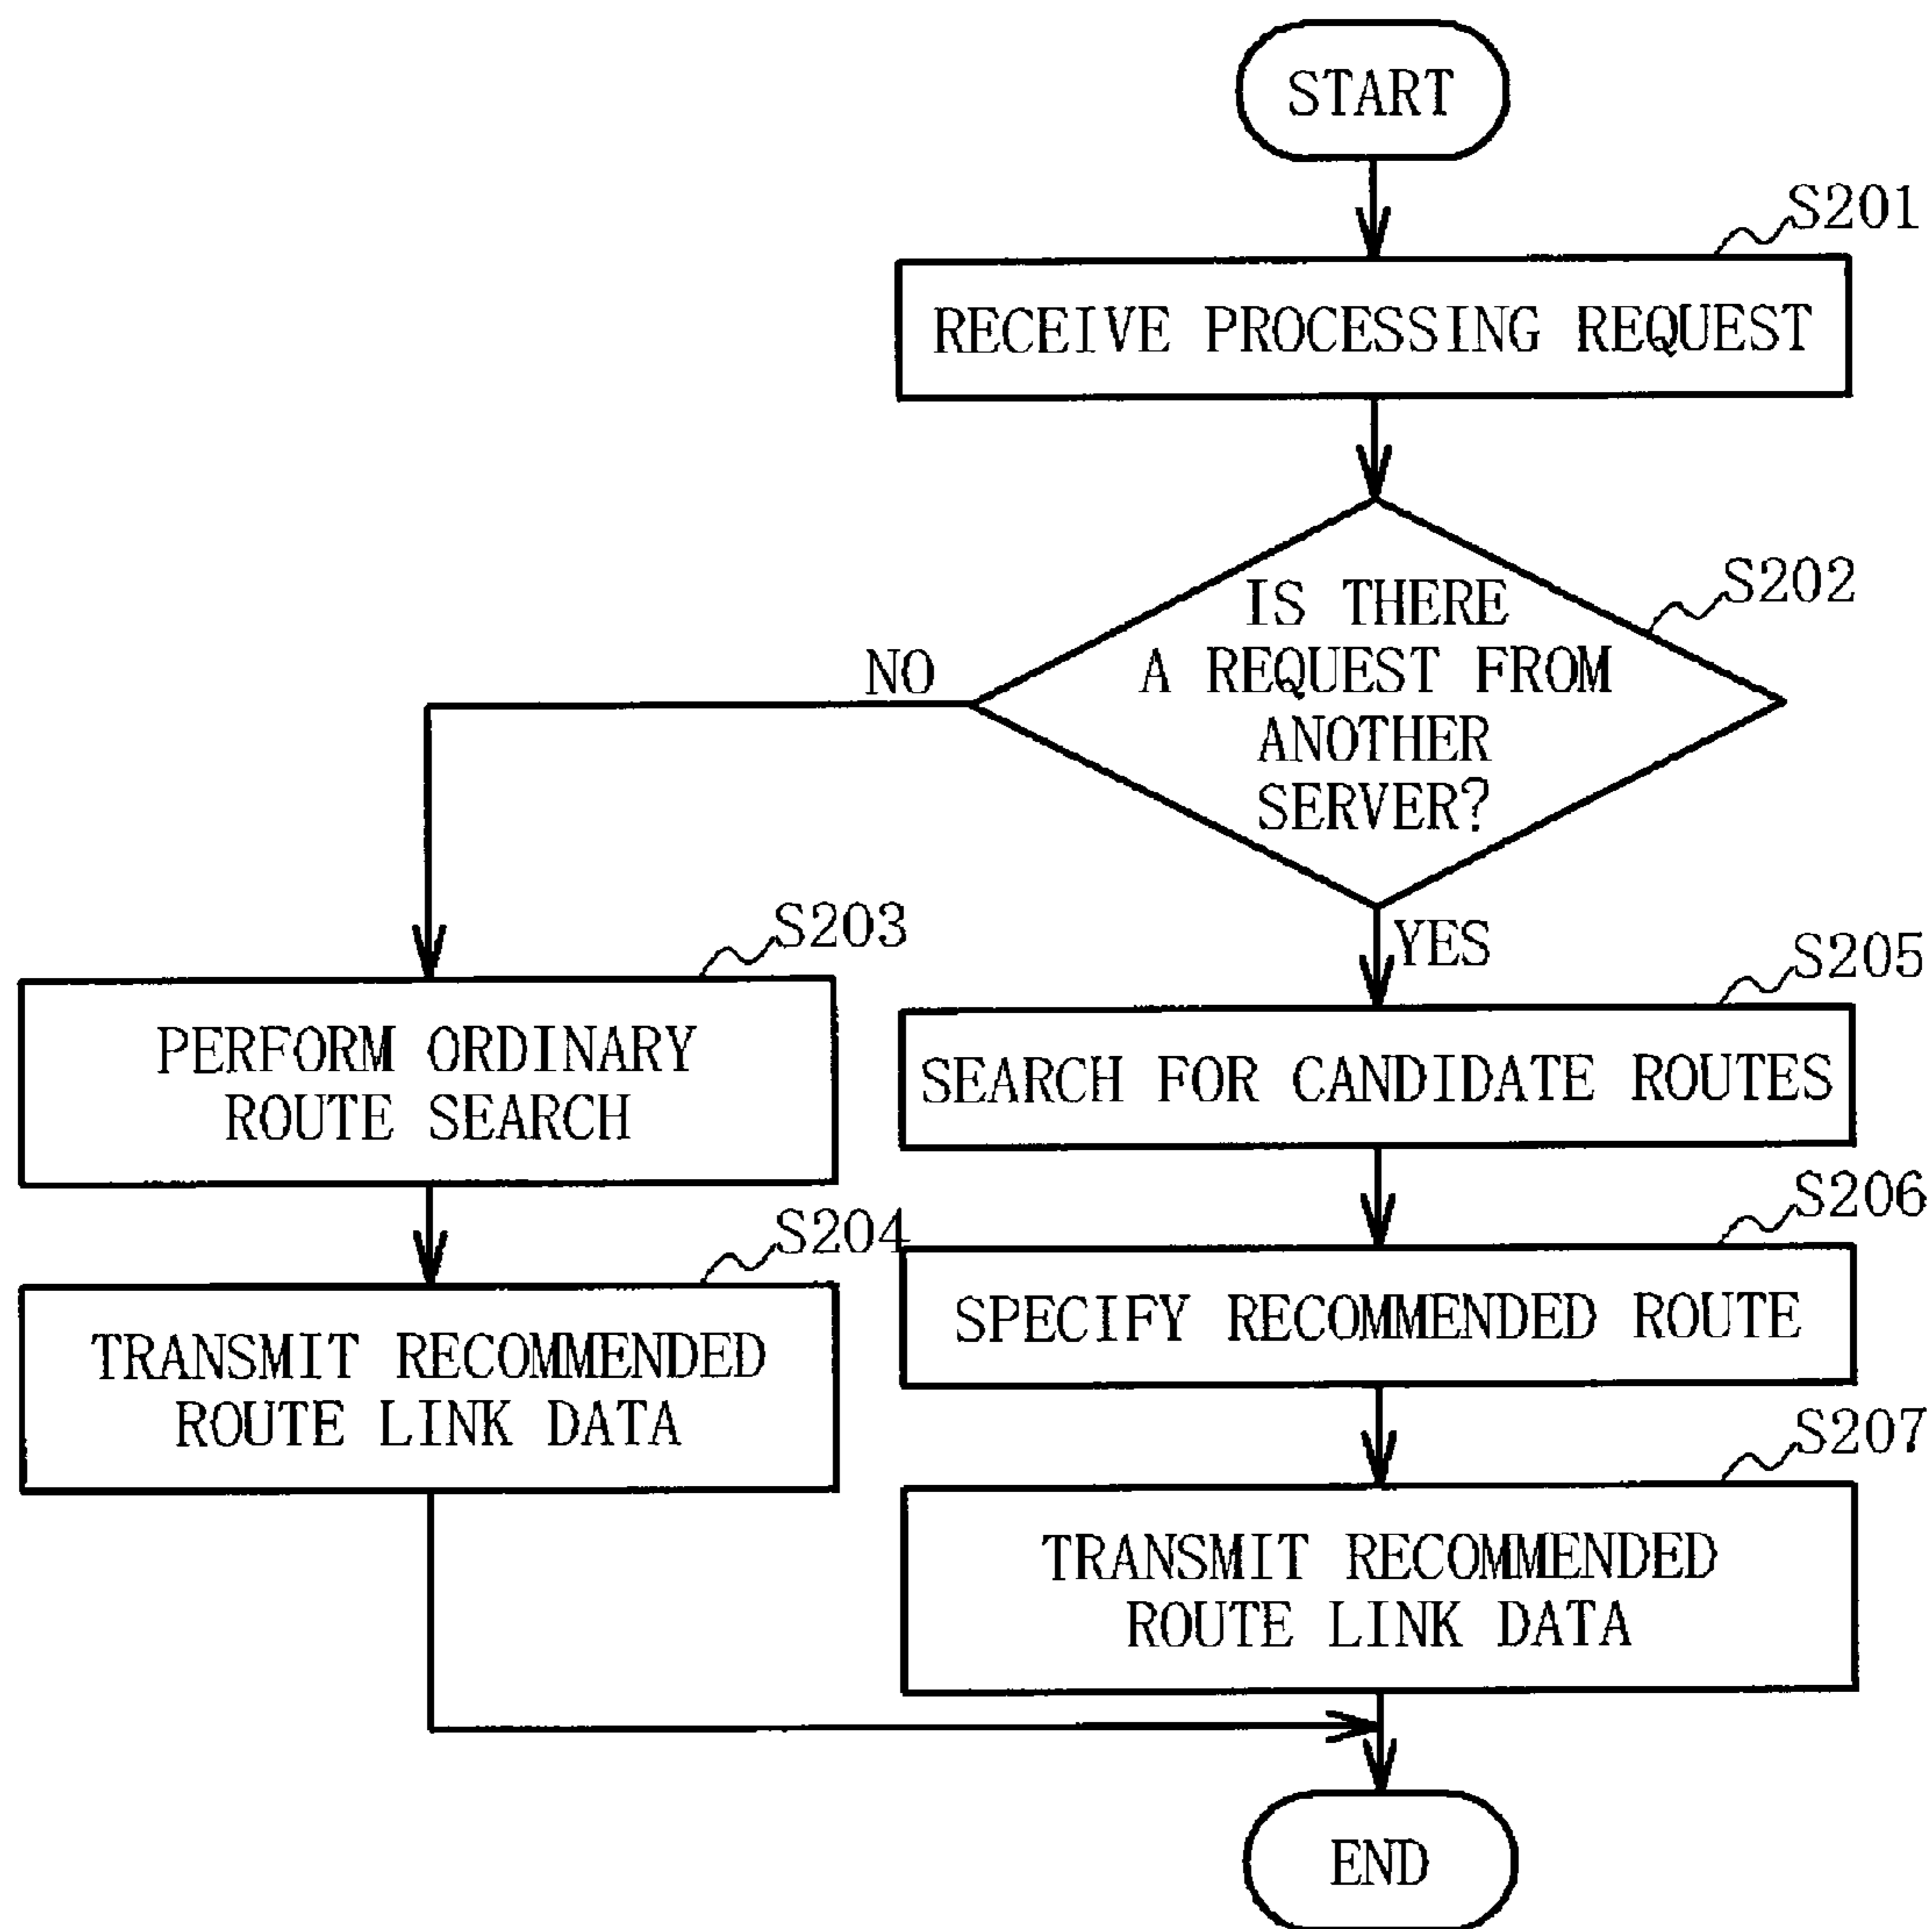 START
S201
RECEIVE PROCESSING REQUEST
S202
IS THERE
A REQUEST FROM
ANOTHER
SERVER?
NO
YES
S203
PERFORM ORDINARY
ROUTE SEARCH
S204
TRANSMIT RECOMMENDED
ROUTE LINK DATA
S205
SEARCH FOR CANDIDATE ROUTES
S206
SPECIFY RECOMMENDED ROUTE
S207
TRANSMIT RECOMMENDED
ROUTE LINK DATA
END